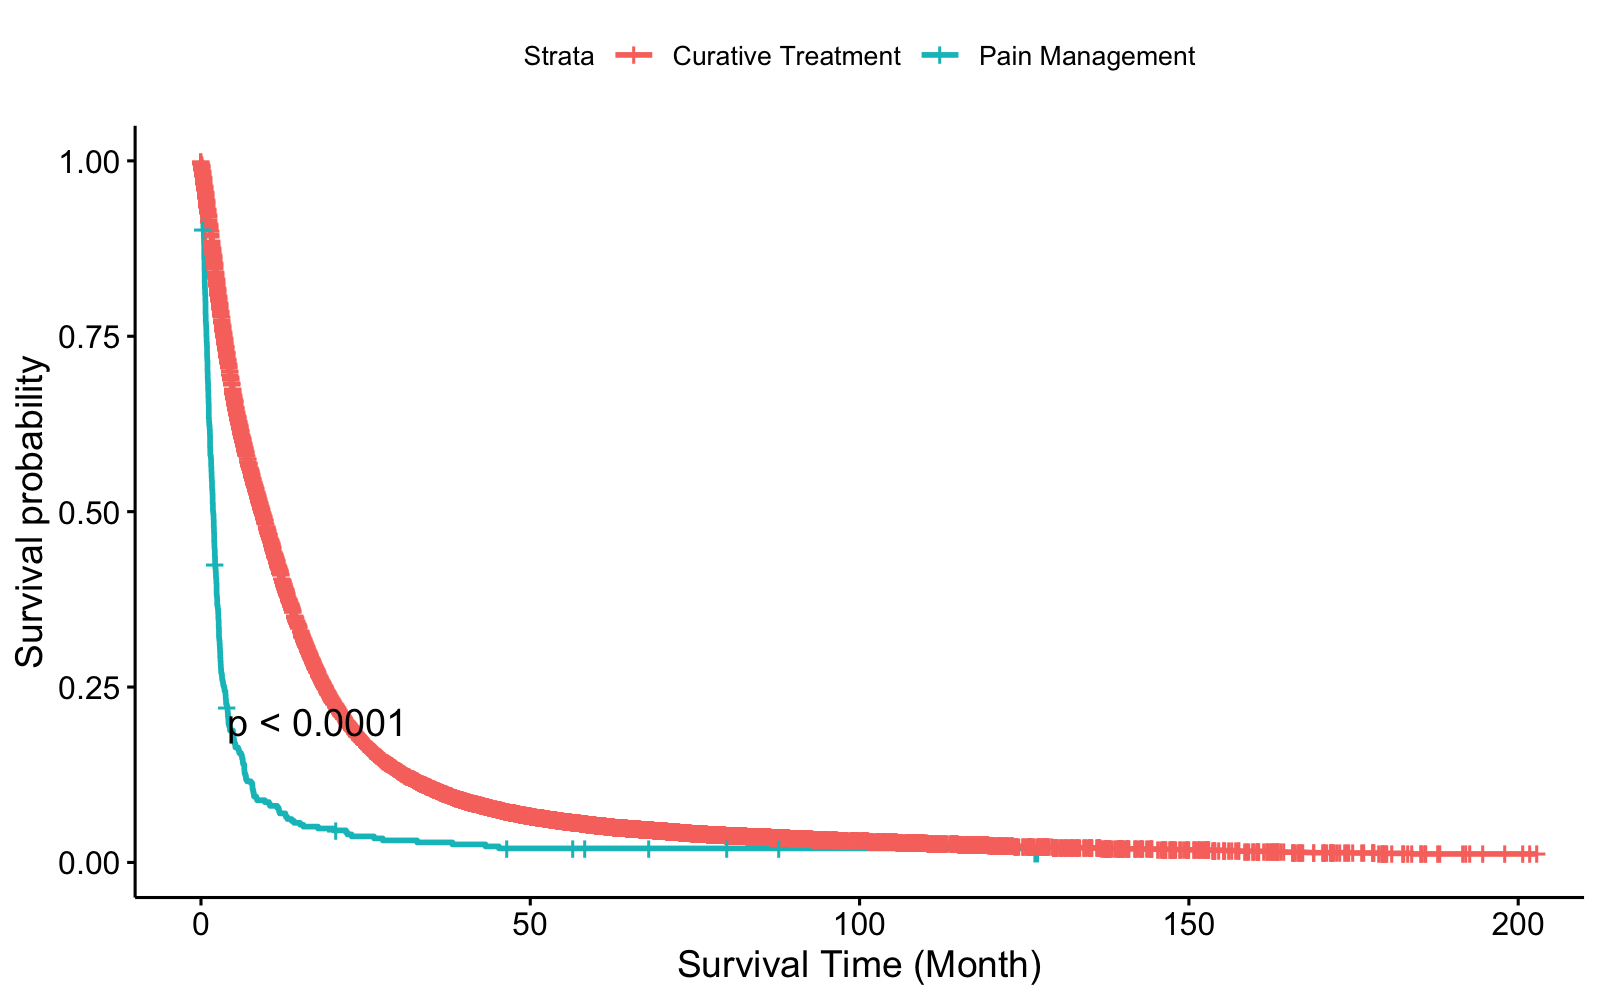 Strata Curative Treatment Pain Management
Survival probability
1.00
0.75
0.50
0.25
0.00
p < 0.0001
0 50 100 150 200
Survival Time (Month)